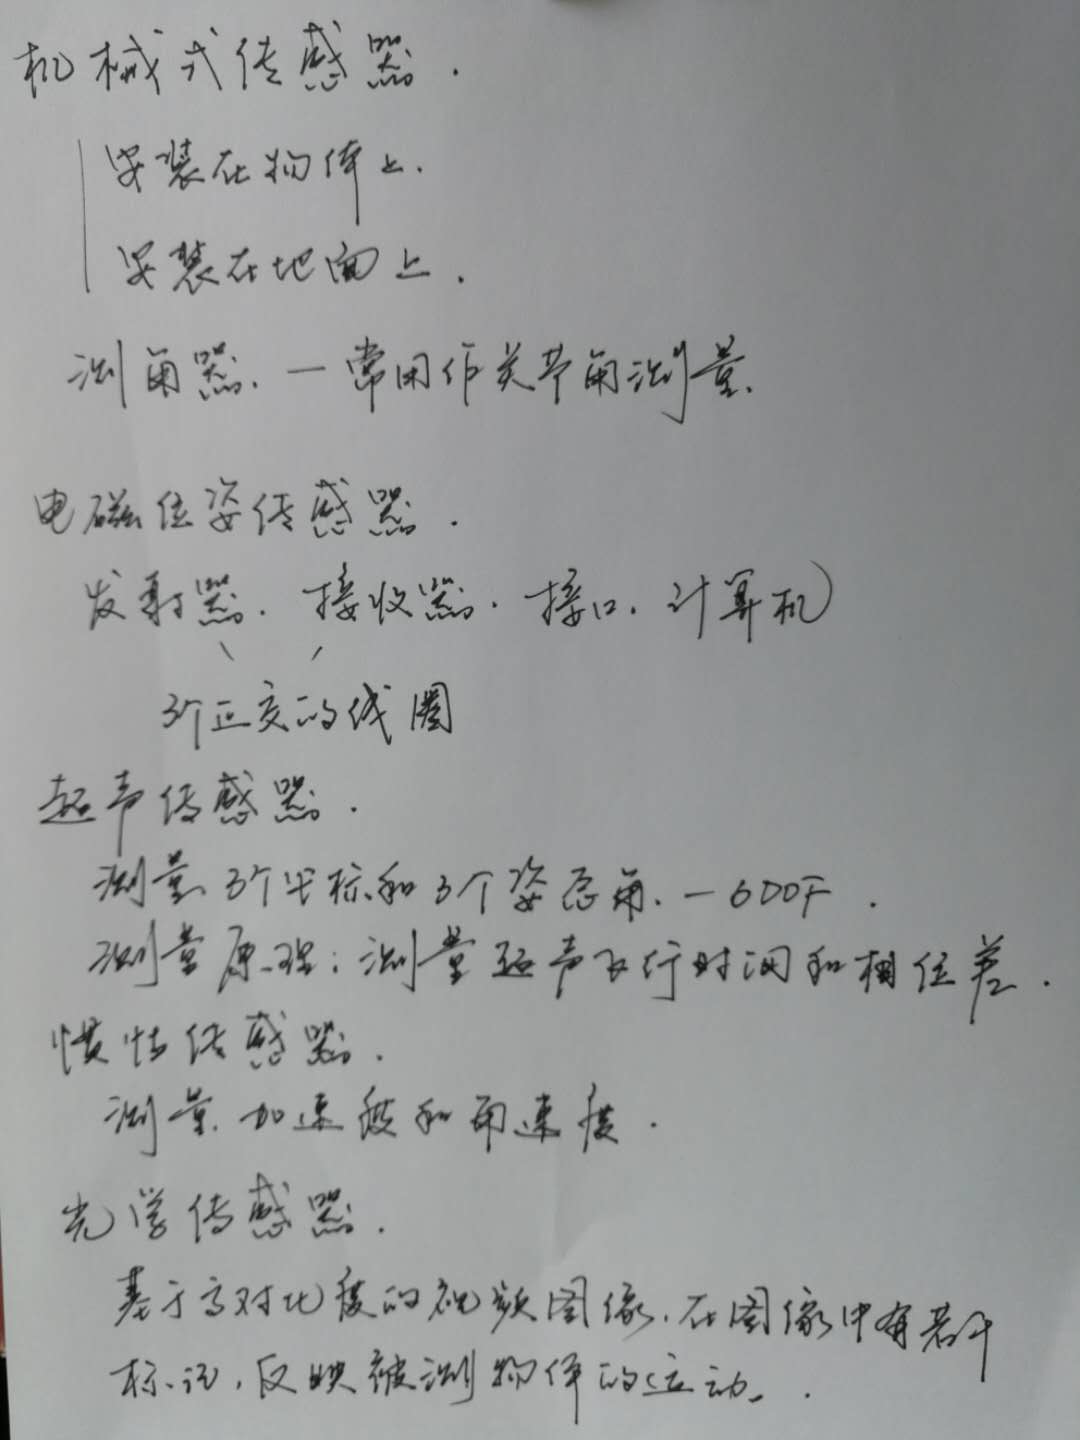 机械式传感器.
安装在物体上.
安装在地面上.
测角器. — 常用作关节角测量.
电磁位姿传感器.
发射器. 接收器. 接口. 计算机
3个正交的线圈
超声传感器.
测量3个坐标和3个姿态角. — 6DOF.
测量原理: 测量超声飞行时间和相位差.
惯性传感器.
测量加速度和角速度.
光学传感器.
基于高对比度的视频图像. 在图像中有若干
标记, 反映被测物体的运动.